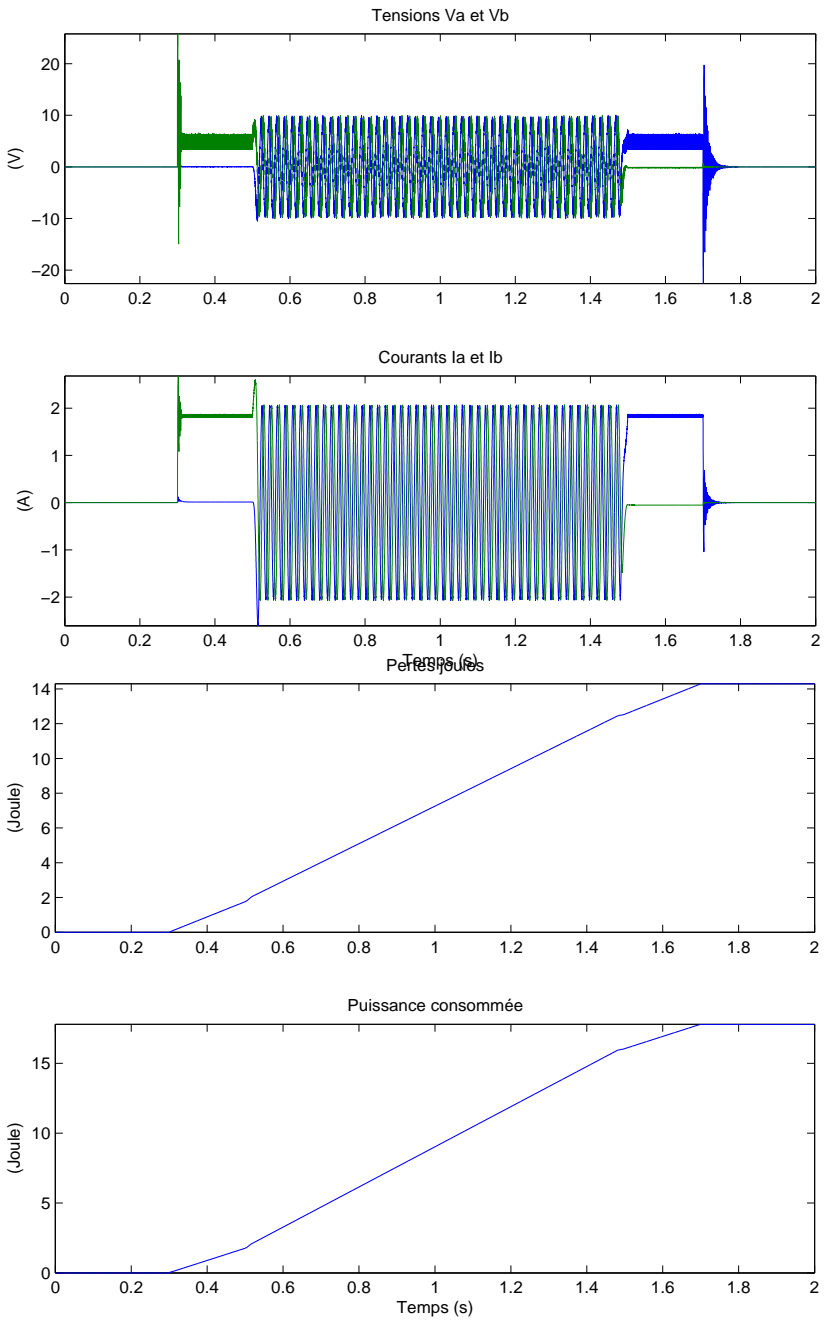 Tensions Va et Vb
(V)
20
10
0
−10
−20
0 0.2 0.4 0.6 0.8 1 1.2 1.4 1.6 1.8 2
Courants Ia et Ib
(A)
2
1
0
−1
−2
0 0.2 0.4 0.6 0.8 1 1.2 1.4 1.6 1.8 2
Temps (s)
Pertes joules
(Joule)
14
12
10
8
6
4
2
0
0 0.2 0.4 0.6 0.8 1 1.2 1.4 1.6 1.8 2
Puissance consommée
(Joule)
15
10
5
0
0 0.2 0.4 0.6 0.8 1 1.2 1.4 1.6 1.8 2
Temps (s)